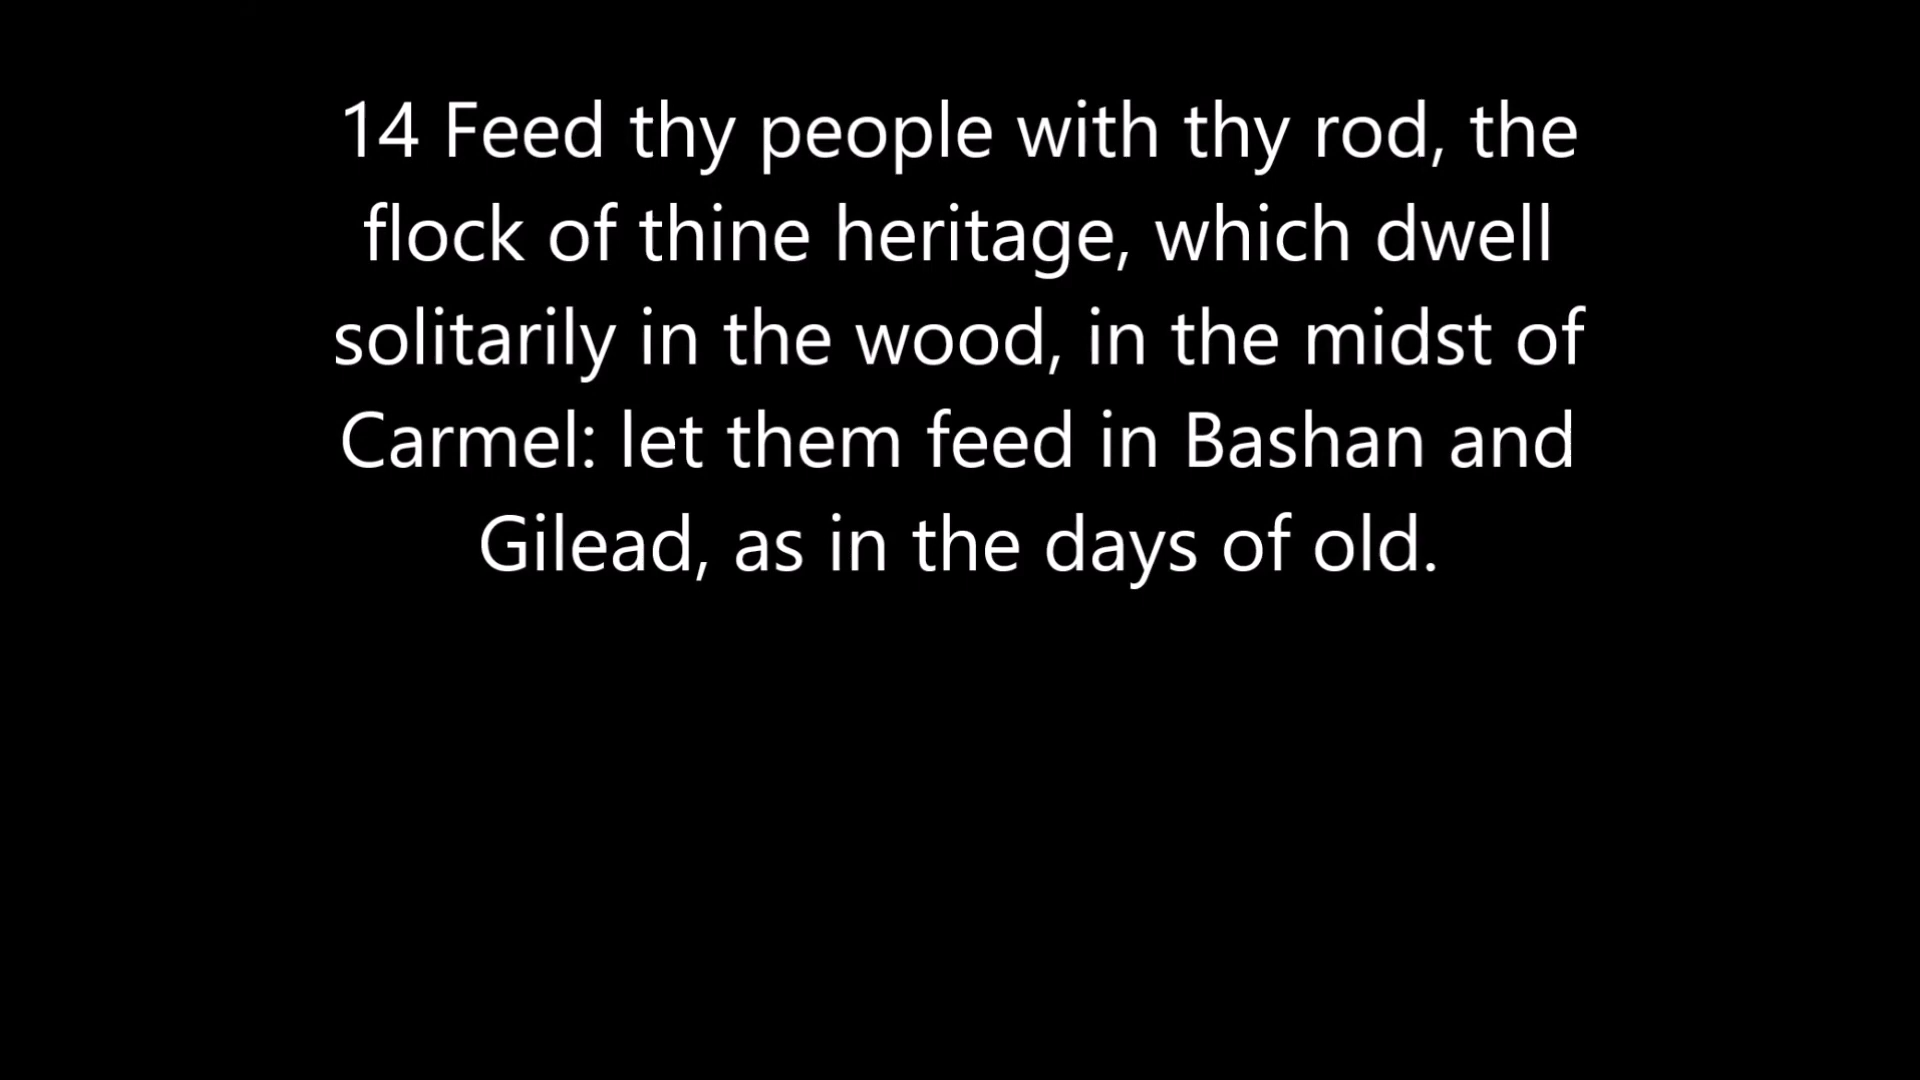 14 Feed thy people with thy rod, the
flock of thine heritage, which dwell
solitarily in the wood, in the midst of
Carmel: let them feed in Bashan and
Gilead, as in the days of old.